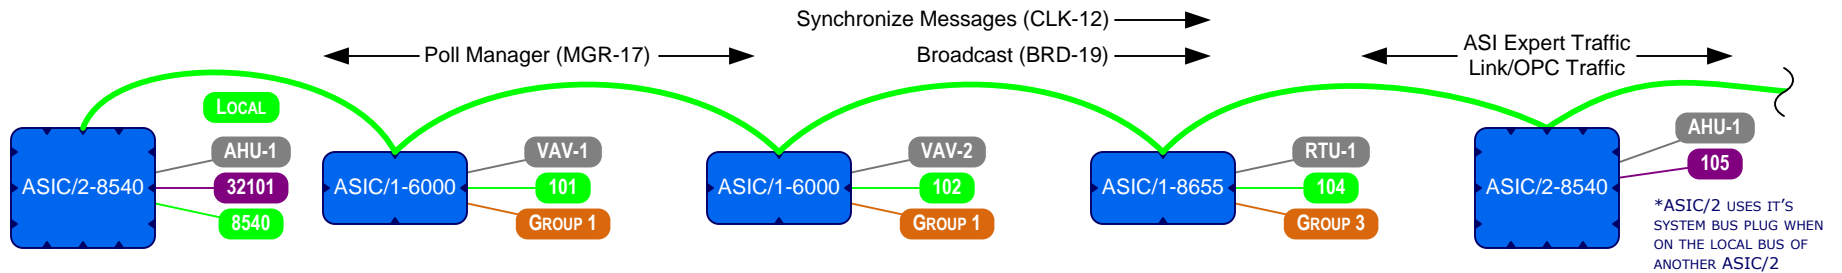 Synchronize Messages (CLK-12)
Poll Manager (MGR-17)
Broadcast (BRD-19)
ASI Expert Traffic
Link/OPC Traffic
LOCAL
ASIC/2-8540
AHU-1
32101
8540
ASIC/1-6000
VAV-1
101
GROUP 1
ASIC/1-6000
VAV-2
102
GROUP 1
ASIC/1-8655
RTU-1
104
GROUP 3
ASIC/2-8540
AHU-1
105
*ASIC/2 USES IT'S
SYSTEM BUS PLUG WHEN
ON THE LOCAL BUS OF
ANOTHER ASIC/2